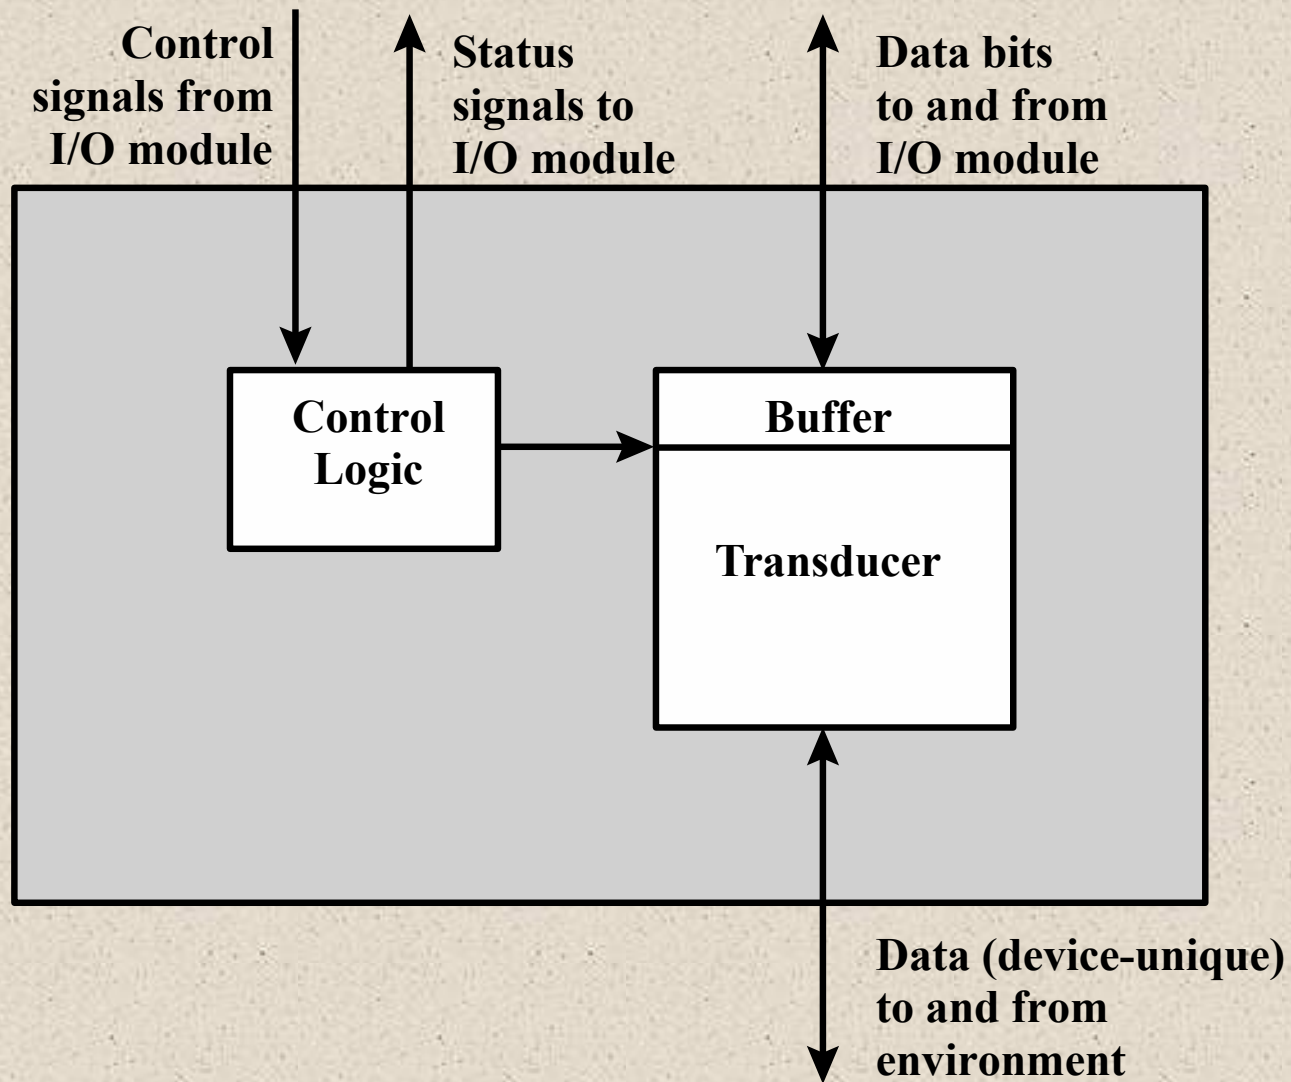 Control
signals from
I/O module
Status
signals to
I/O module
Data bits
to and from
I/O module
Control
Logic
Buffer
Transducer
Data (device-unique)
to and from
environment